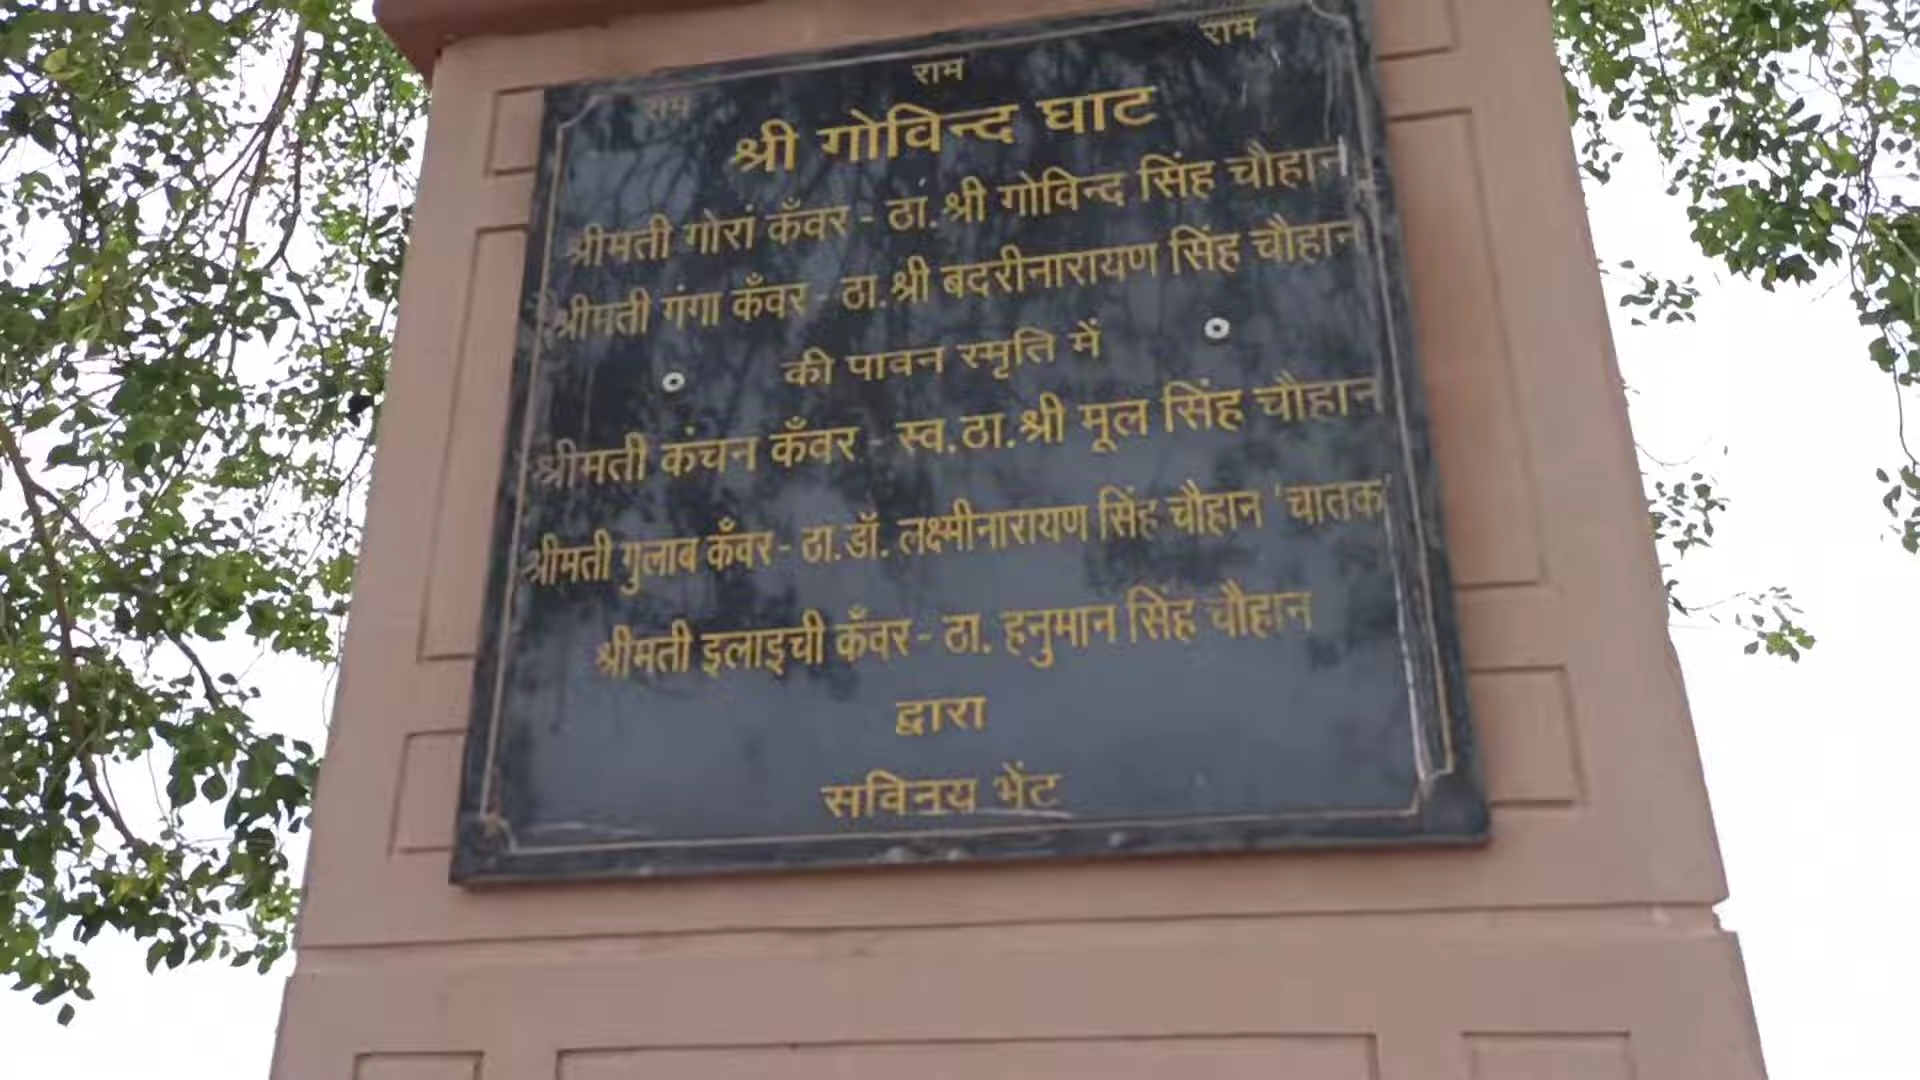 राम राम राम
श्री गोविन्द घाट
श्रीमती गोरां कँवर - ठा.श्री गोविन्द सिंह चौहान
श्रीमती गंगा कँवर - ठा.श्री बदरीनारायण सिंह चौहान
की पावन स्मृति में
श्रीमती कंचन कँवर - स्व.ठा.श्री मूल सिंह चौहान
श्रीमती गुलाब कँवर - ठा.डॉ. लक्ष्मीनारायण सिंह चौहान 'चातक'
श्रीमती इलाइची कँवर - ठा. हनुमान सिंह चौहान
द्वारा
सविनय भेंट